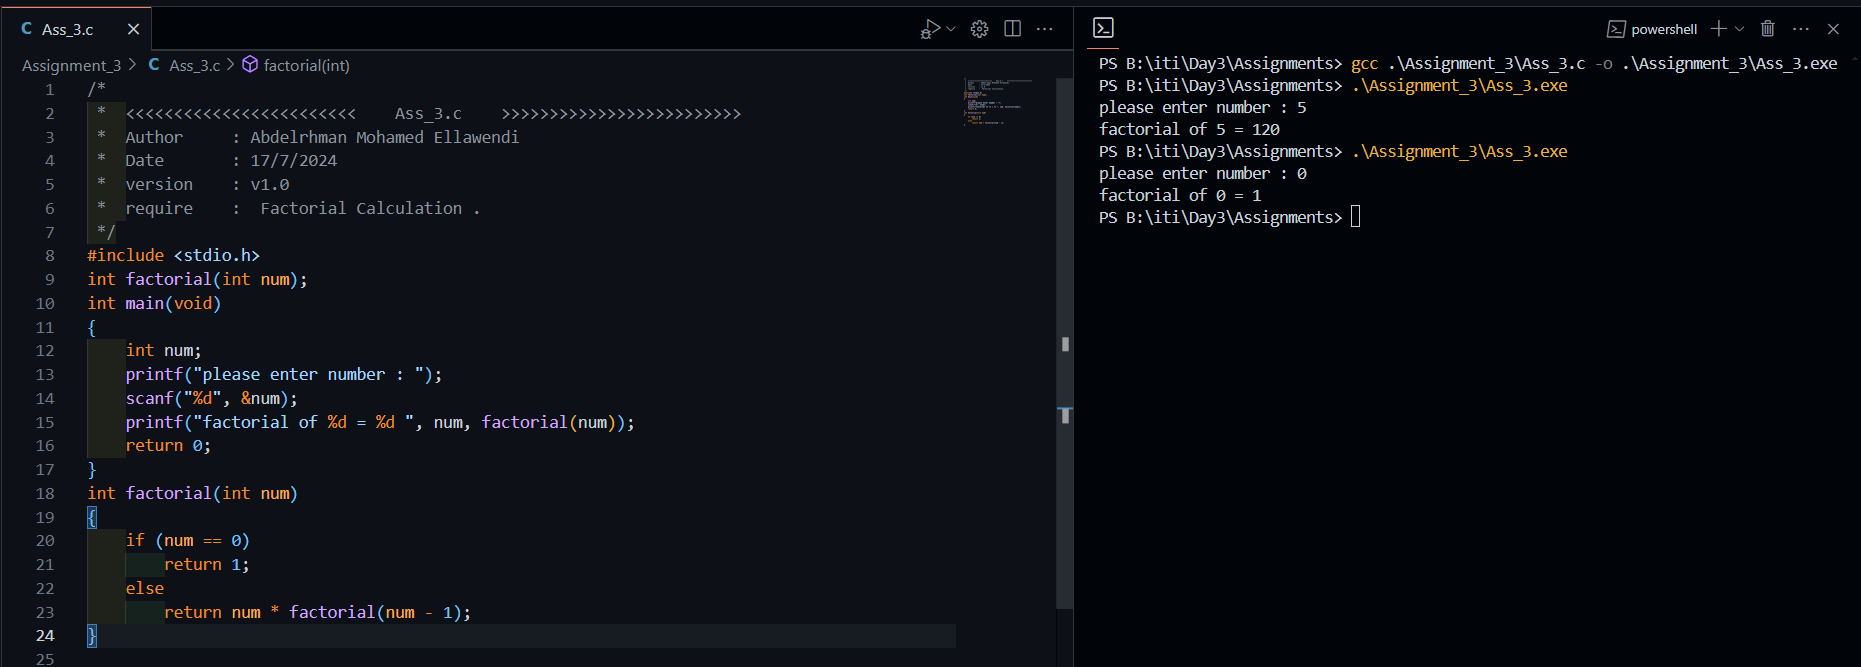 Ass_3.c
Assignment_3 > C Ass_3.c > factorial(int)
1 /*
2  *  <<<<<<<<<<<<<<<<<<<<<<<<    Ass_3.c    >>>>>>>>>>>>>>>>>>>>>>>>>
3  *  Author     : Abdelrhman Mohamed Ellawendi
4  *  Date       : 17/7/2024
5  *  version    : v1.0
6  *  require    :  Factorial Calculation .
7  */
8 #include <stdio.h>
9 int factorial(int num);
10 int main(void)
11 {
12     int num;
13     printf("please enter number : ");
14     scanf("%d", &num);
15     printf("factorial of %d = %d ", num, factorial(num));
16     return 0;
17 }
18 int factorial(int num)
19 {
20     if (num == 0)
21         return 1;
22     else
23         return num * factorial(num - 1);
24 }
25
powershell
PS B:\iti\Day3\Assignments> gcc .\Assignment_3\Ass_3.c -o .\Assignment_3\Ass_3.exe
PS B:\iti\Day3\Assignments> .\Assignment_3\Ass_3.exe
please enter number : 5
factorial of 5 = 120
PS B:\iti\Day3\Assignments> .\Assignment_3\Ass_3.exe
please enter number : 0
factorial of 0 = 1
PS B:\iti\Day3\Assignments>